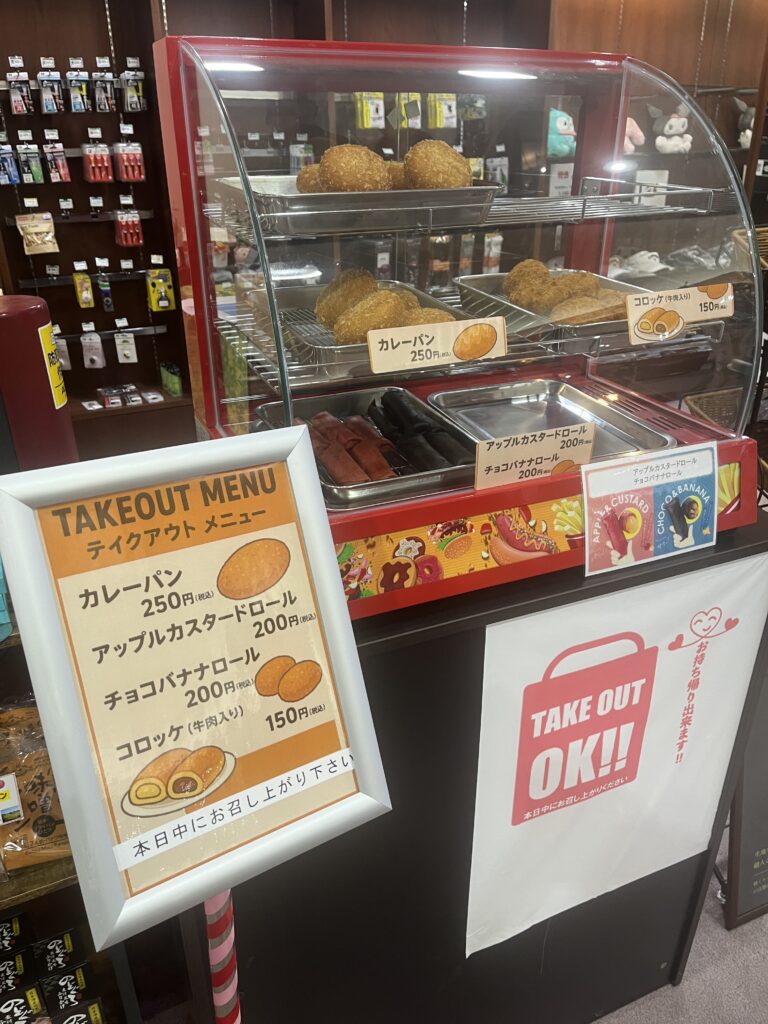 TAKEOUT MENU
テイクアウト メニュー
カレーパン
250円(税込)
アップルカスタードロール
200円(税込)
チョコバナナロール
200円(税込)
コロッケ(牛肉入り)
150円(税込)
本日中にお召し上がり下さい
カレーパン
250円(税込)
コロッケ(牛肉入り)
150円(税込)
アップルカスタードロール
200円(税込)
チョコバナナロール
200円(税込)
アップルカスタードロール
チョコバナナロール
APPLE CUSTARD
CHOCO & BANANA
TAKE OUT
OK!!
本日中にお召し上がりください
お持ち帰り出来ます!!